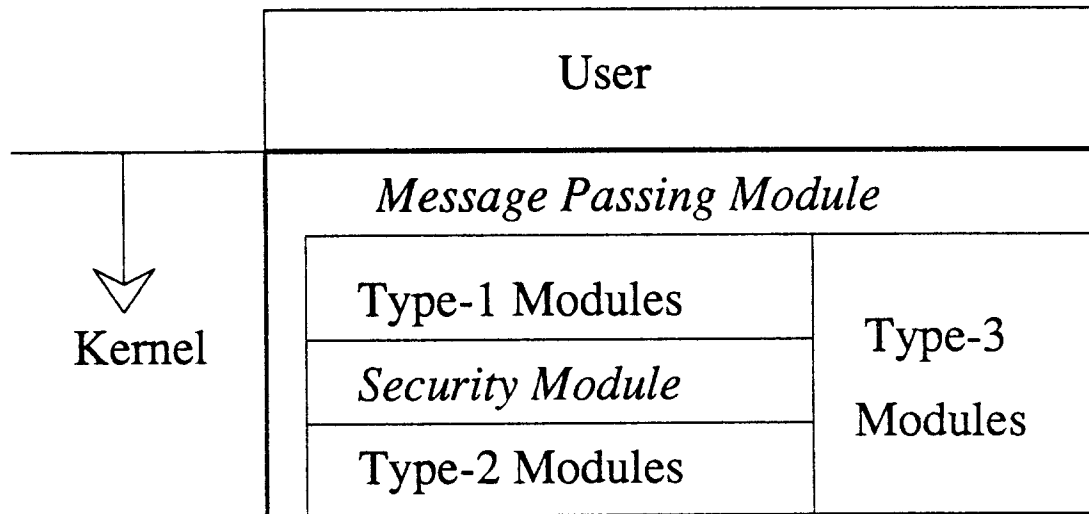 User
Message Passing Module
Kernel
Type-1 Modules
Security Module
Type-2 Modules
Type-3
Modules